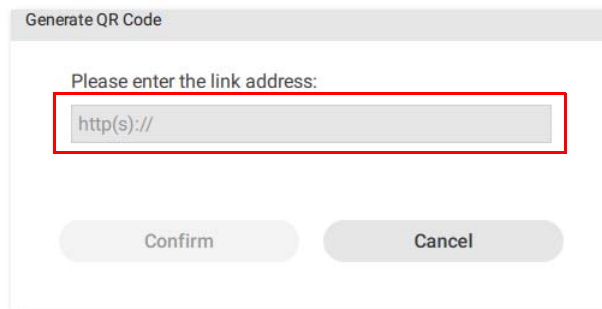 Generate QR Code
Please enter the link address:
http(s)://
Confirm Cancel